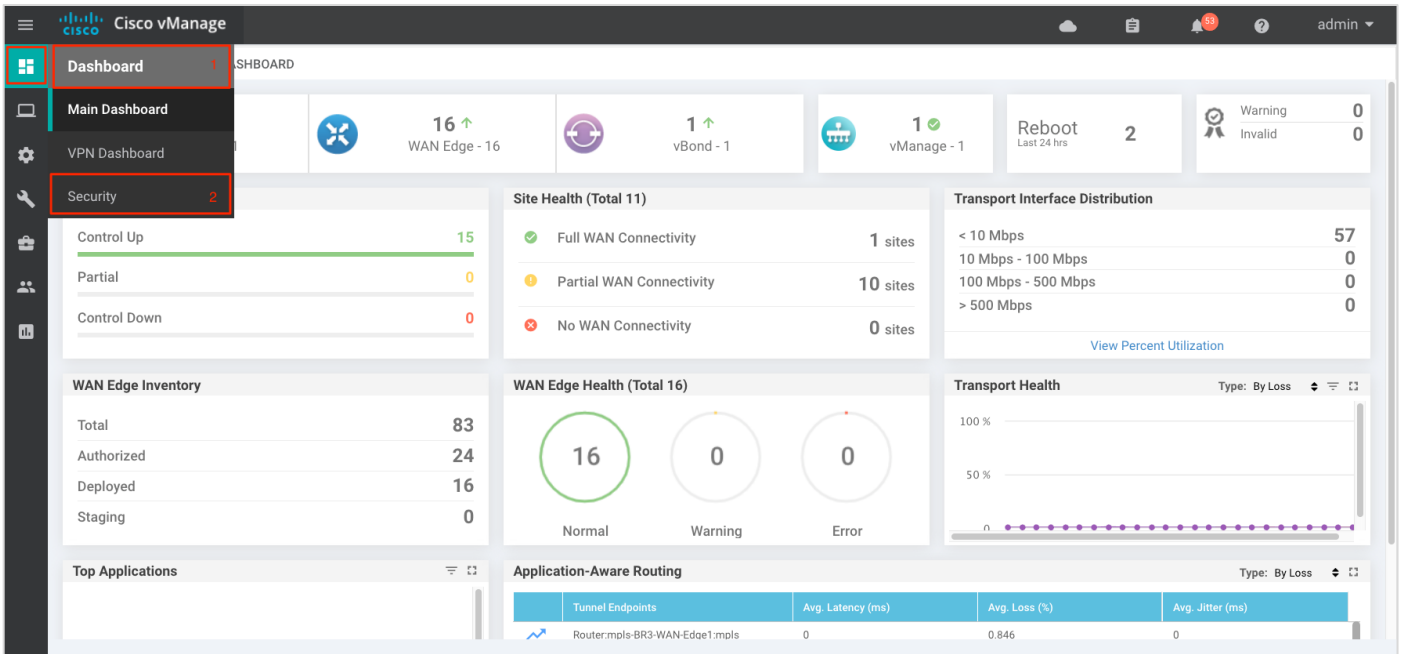 cisco Cisco vManage 53 admin
Dashboard 1 ASHBOARD
Main Dashboard
VPN Dashboard
Security 2
1
16
WAN Edge - 16
1
vBond - 1
1
vManage - 1
Reboot
Last 24 hrs
2
Warning 0
Invalid 0
Control Up 15
Partial 0
Control Down 0
Site Health (Total 11)
Full WAN Connectivity 1 sites
Partial WAN Connectivity 10 sites
No WAN Connectivity 0 sites
Transport Interface Distribution
< 10 Mbps 57
10 Mbps - 100 Mbps 0
100 Mbps - 500 Mbps 0
> 500 Mbps 0
View Percent Utilization
WAN Edge Inventory
Total 83
Authorized 24
Deployed 16
Staging 0
WAN Edge Health (Total 16)
16 0 0
Normal Warning Error
Transport Health Type: By Loss
100 %
50 %
0
Top Applications
Application-Aware Routing Type: By Loss
Tunnel Endpoints Avg. Latency (ms) Avg. Loss (%) Avg. Jitter (ms)
Router:mpls-BR3-WAN-Edge1:mpls 0 0.846 0